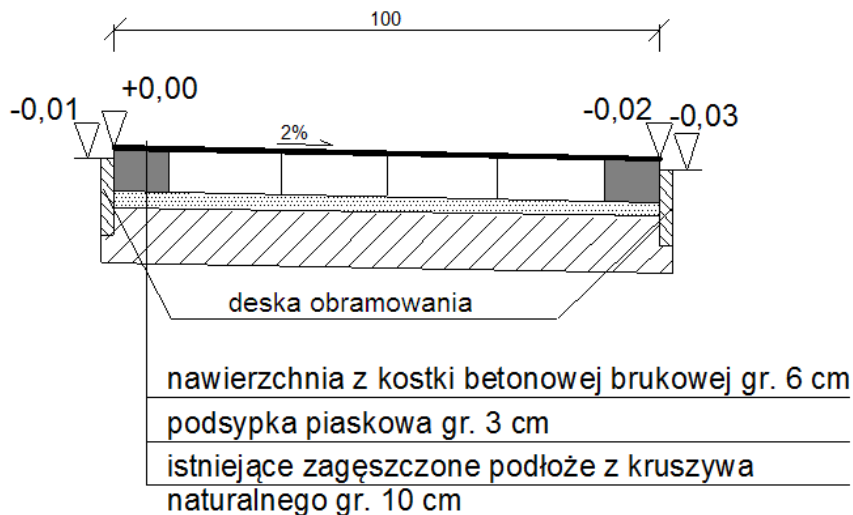 100
+0,00
-0,01
-0,02
-0,03
2%
deska obramowania
nawierzchnia z kostki betonowej brukowej gr. 6 cm
podsypka piaskowa gr. 3 cm
istniejące zagęszczone podłoże z kruszywa
naturalnego gr. 10 cm